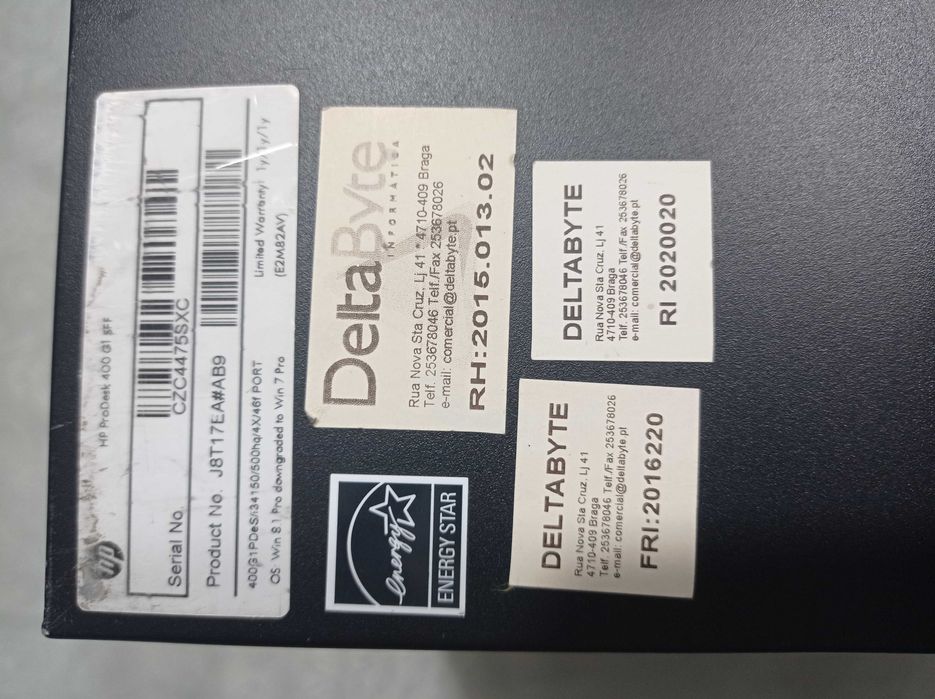 hp
HP ProDesk 400 G1 SFF
Serial No.
CZC4475SXC
Product No. J8T17EA#AB9
400G1PDeS/i34150/500hq/4X/46f PORT
Limited Warranty! 1y/1y/1y
OS Win 8.1 Pro downgraded to Win 7 Pro
(E2M82AV)
energy
ENERGY STAR
DeltaByte
INFORMÁTICA
Rua Nova Sta Cruz, Lj 41 * 4710-409 Braga
Telf. 253678046 Telf./Fax 253678026
e-mail: comercial@deltabyte.pt
RH:2015.013.02
DELTABYTE
Rua Nova Sta Cruz, Lj 41
4710-409 Braga
Telf. 253678046 Telf./Fax 253678026
e-mail: comercial@deltabyte.pt
FRI:2016220
DELTABYTE
Rua Nova Sta Cruz, Lj 41
4710-409 Braga
Telf. 253678046 Telf./Fax 253678026
e-mail: comercial@deltabyte.pt
RI 2020020